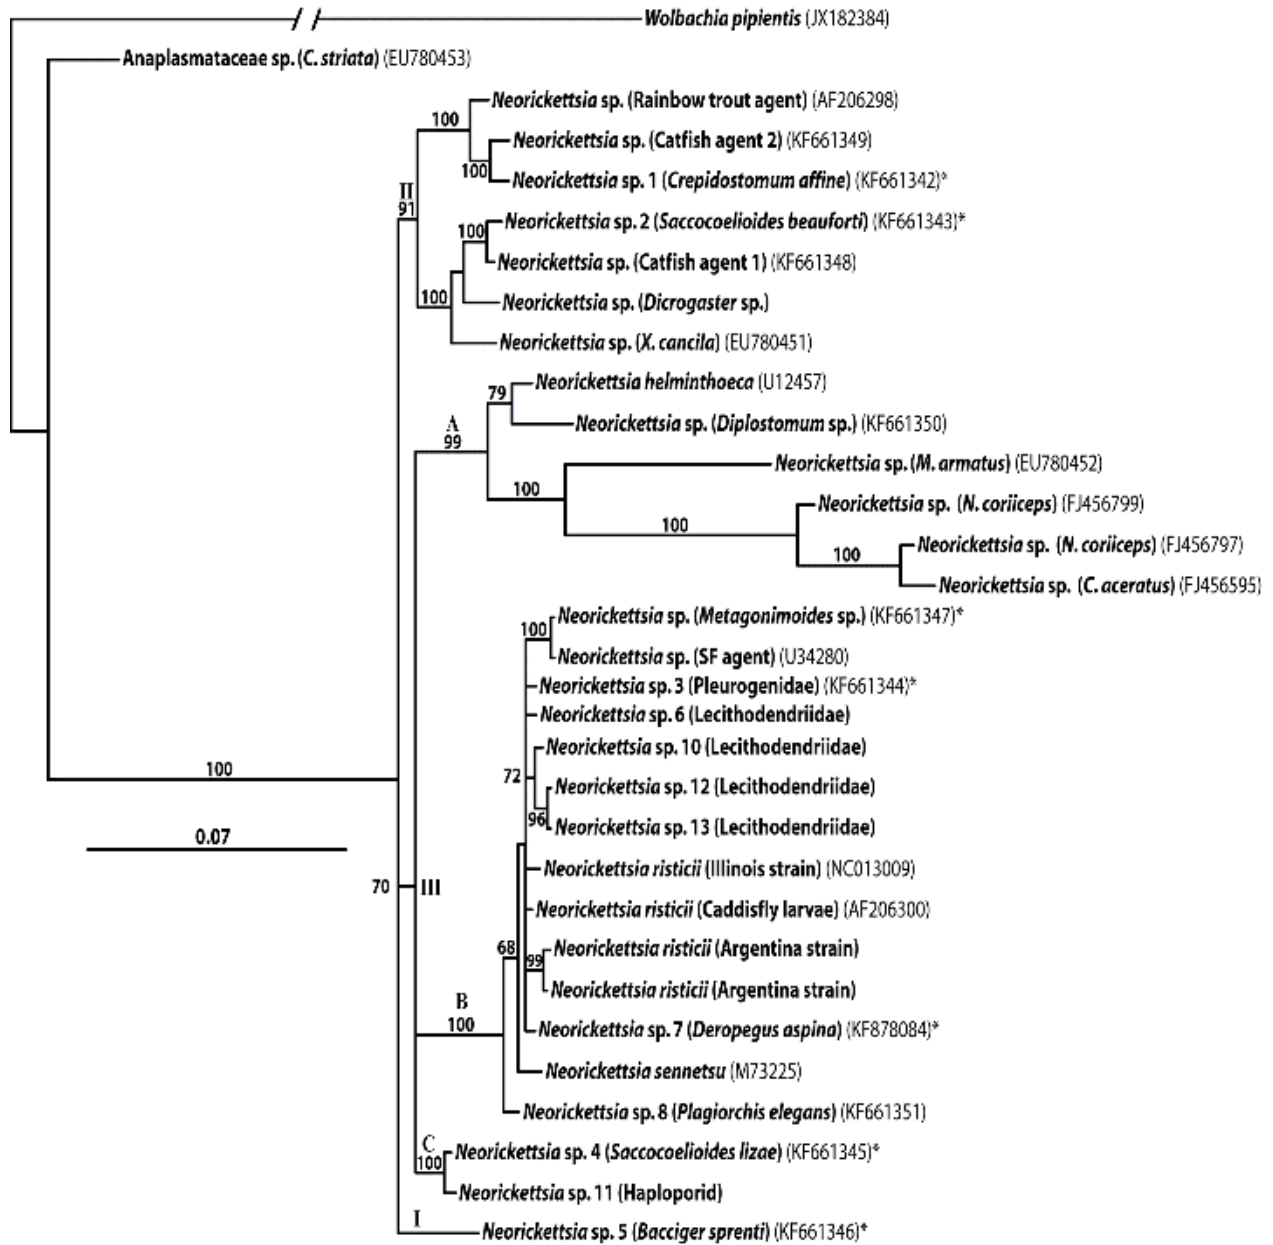 Wolbachia pipientis (JX182384)
Anaplasmataceae sp. (C. striata) (EU780453)
Neorickettsia sp. (Rainbow trout agent) (AF206298)
100
Neorickettsia sp. (Catfish agent 2) (KF661349)
100
Neorickettsia sp. 1 (Crepidostomum affine) (KF661342)*
II
91
Neorickettsia sp. 2 (Saccocoelioides beauforti) (KF661343)*
100
Neorickettsia sp. (Catfish agent 1) (KF661348)
100
Neorickettsia sp. (Dicrogaster sp.)
Neorickettsia sp. (X. cancila) (EU780451)
Neorickettsia helminthoeca (U12457)
79
Neorickettsia sp. (Diplostomum sp.) (KF661350)
A
99
Neorickettsia sp. (M. armatus) (EU780452)
100
Neorickettsia sp. (N. coriiceps) (FJ456799)
100
Neorickettsia sp. (N. coriiceps) (FJ456797)
100
Neorickettsia sp. (C. aceratus) (FJ456595)
Neorickettsia sp. (Metagonimoides sp.) (KF661347)*
100
Neorickettsia sp. (SF agent) (U34280)
Neorickettsia sp. 3 (Pleurogenidae) (KF661344)*
Neorickettsia sp. 6 (Lecithodendriidae)
Neorickettsia sp. 10 (Lecithodendriidae)
100
72
Neorickettsia sp. 12 (Lecithodendriidae)
96
Neorickettsia sp. 13 (Lecithodendriidae)
0.07
Neorickettsia risticii (Illinois strain) (NC013009)
70
III
Neorickettsia risticii (Caddisfly larvae) (AF206300)
68
Neorickettsia risticii (Argentina strain)
99
Neorickettsia risticii (Argentina strain)
B
100
Neorickettsia sp. 7 (Deropegus aspina) (KF878084)*
Neorickettsia sennetsu (M73225)
Neorickettsia sp. 8 (Plagiorchis elegans) (KF661351)
C
100
Neorickettsia sp. 4 (Saccocoelioides lizae) (KF661345)*
Neorickettsia sp. 11 (Haploporid)
I
Neorickettsia sp. 5 (Bacciger sprenti) (KF661346)*